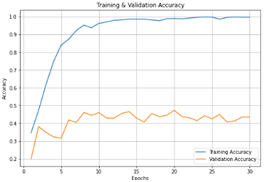 Training & Validation Accuracy
1.0
0.9
0.8
0.7
0.6
0.5
0.4
0.3
0.2
Accuracy
0 5 10 15 20 25 30
Epochs
Training Accuracy
Validation Accuracy